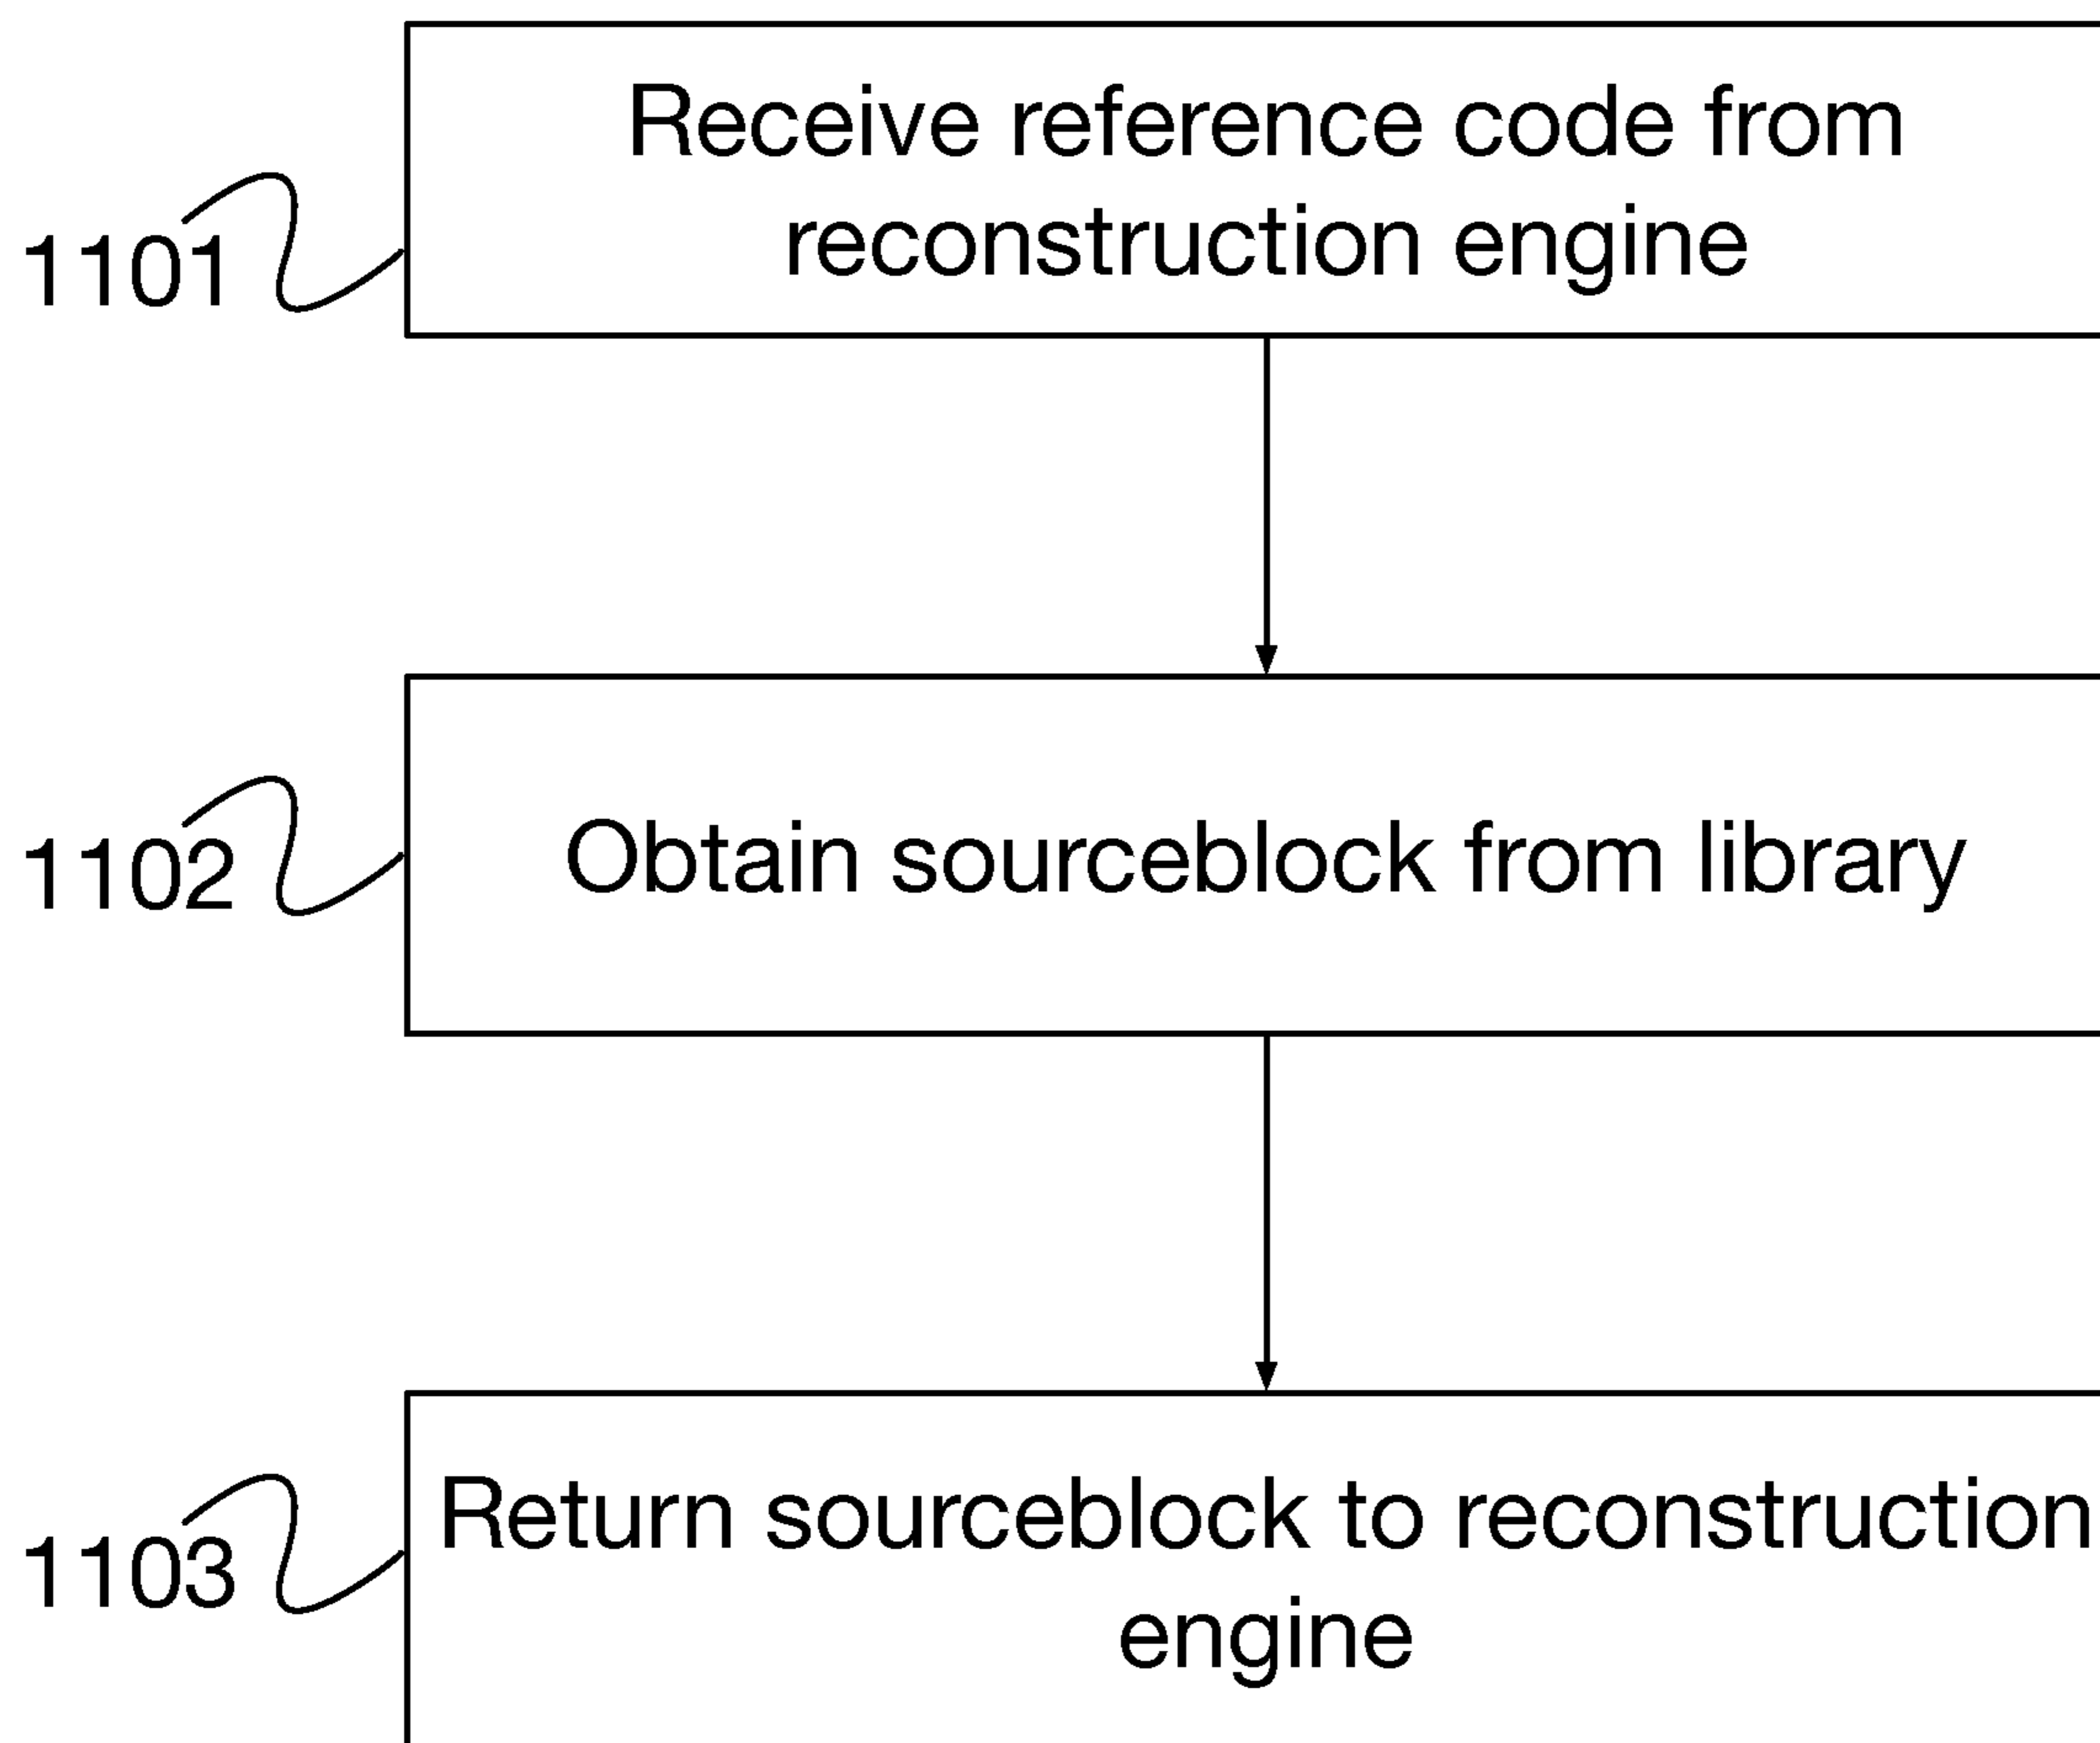 Receive reference code from
reconstruction engine
1101
Obtain sourceblock from library
1102
Return sourceblock to reconstruction
engine
1103